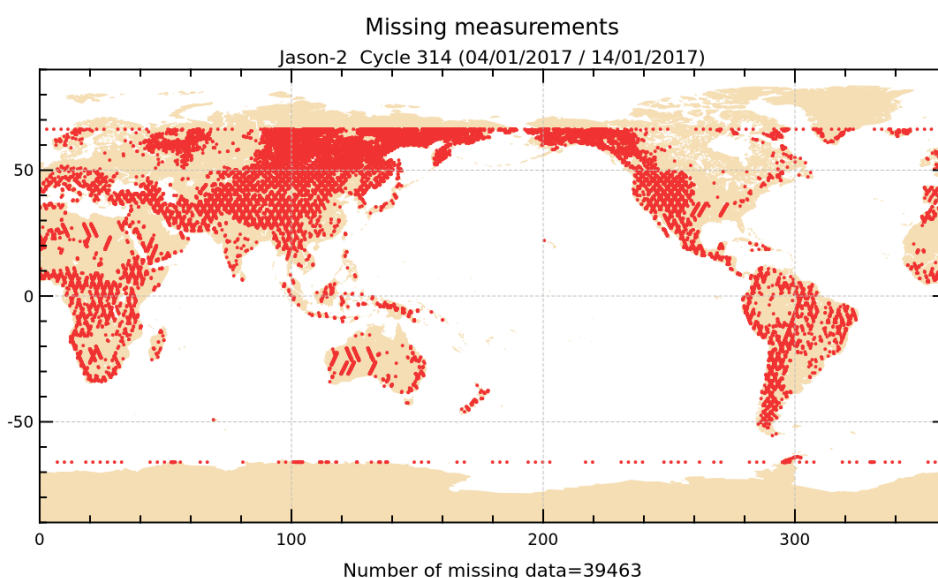 Missing measurements
Jason-2 Cycle 314 (04/01/2017 / 14/01/2017)
50
0
-50
0 100 200 300
Number of missing data=39463